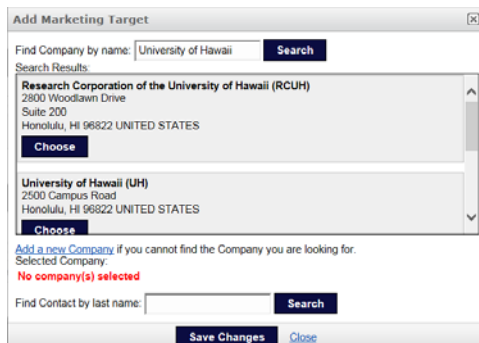 Add Marketing Target
Find Company by name: University of Hawaii Search
Search Results:
Research Corporation of the University of Hawaii (RCUH)
2800 Woodlawn Drive
Suite 200
Honolulu, HI 96822 UNITED STATES
Choose
University of Hawaii (UH)
2500 Campus Road
Honolulu, HI 96822 UNITED STATES
Choose
Add a new Company if you cannot find the Company you are looking for.
Selected Company:
No company(s) selected
Find Contact by last name: Search
Save Changes Close